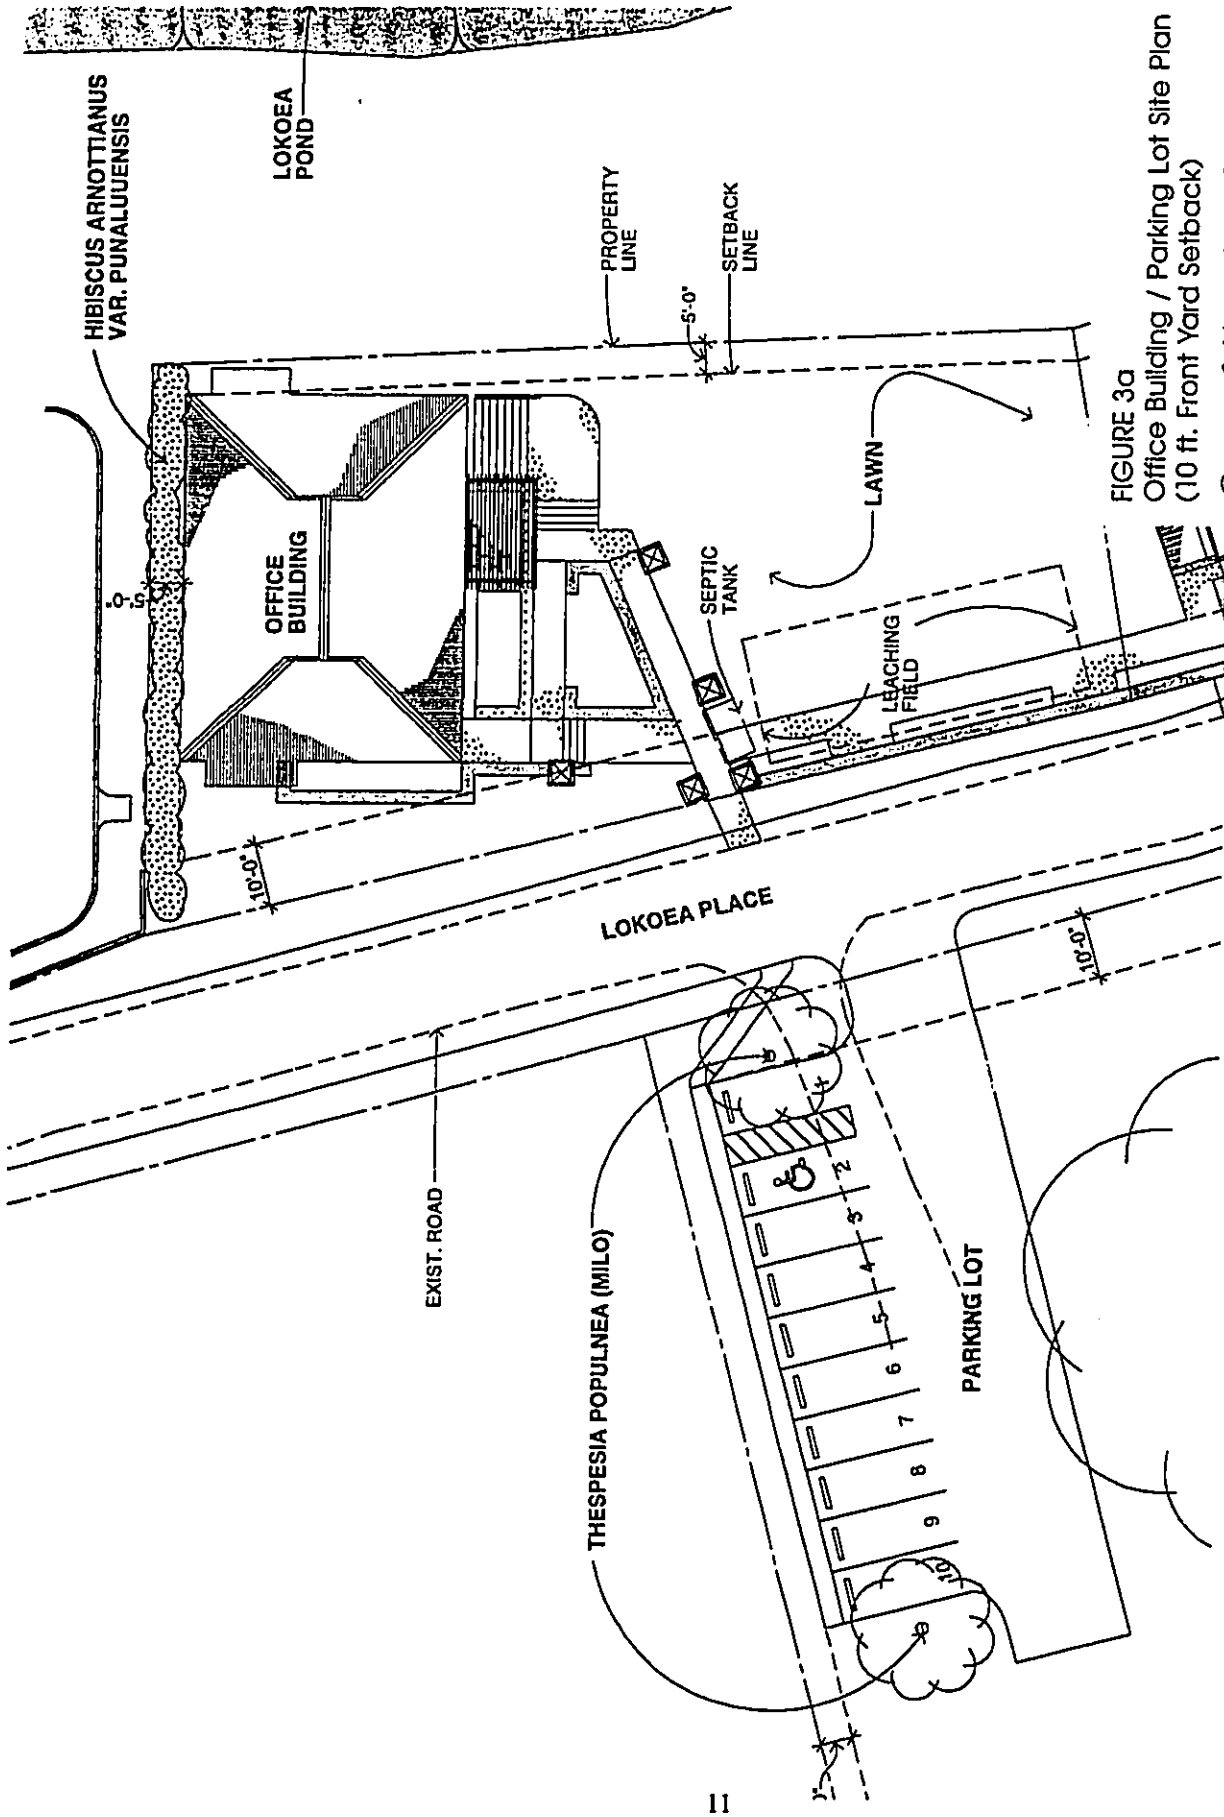 HIBISCUS ARNOTTIANUS
VAR. PUNALUUENSIS
LOKOEA
POND
5'-0"
OFFICE
BUILDING
PROPERTY
LINE
5'-0"
SETBACK
LINE
10'-0"
LAWN
SEPTIC
TANK
LEACHING
FIELD
LOKOEA PLACE
EXIST. ROAD
10'-0"
THESPESIA POPULNEA (MILO)
2
3
4
5
6
7
8
9
10
PARKING LOT
FIGURE 3a
Office Building / Parking Lot Site Plan
(10 ft. Front Yard Setback)
11